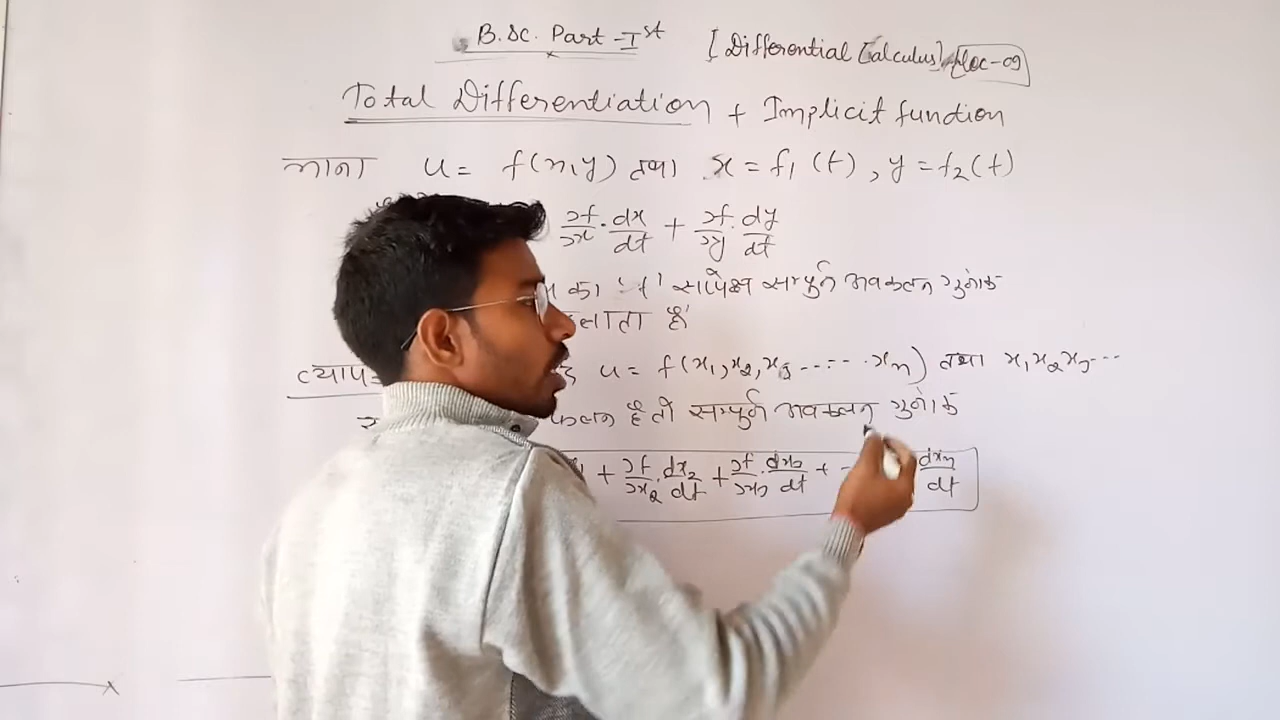 B.Sc. Part-Ist [Differential Calculus] Lec-09
Total Differentiation + Implicit function
माना u = f(x,y) तथा x = f₁(t), y = f₂(t)
∂f/∂x · dx/dt + ∂f/∂y · dy/dt
का 't' सापेक्ष सम्पुर्न अवकलन गुनांक
लाता है।
व्याप u = f(x₁, x₂, x₃ ------ xₙ) तथा x₁ x₂ x₃ ---
फलन है तो सम्पुर्न अवकलन गुनांक
+ ∂f/∂x₂ · dx₂/dt + ∂f/∂x₃ · dx₃/dt + - dxₙ/dt